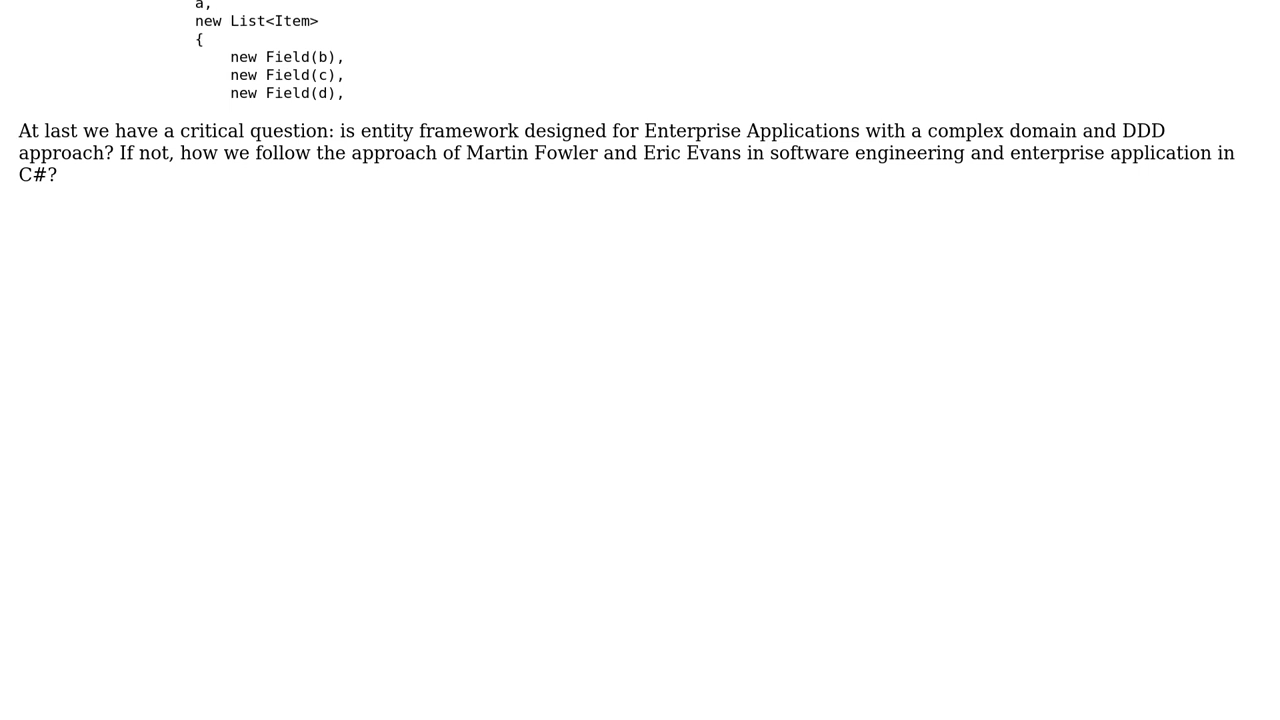 a,
new List<Item>
{
new Field(b),
new Field(c),
new Field(d),
At last we have a critical question: is entity framework designed for Enterprise Applications with a complex domain and DDD
approach? If not, how we follow the approach of Martin Fowler and Eric Evans in software engineering and enterprise application in
C#?